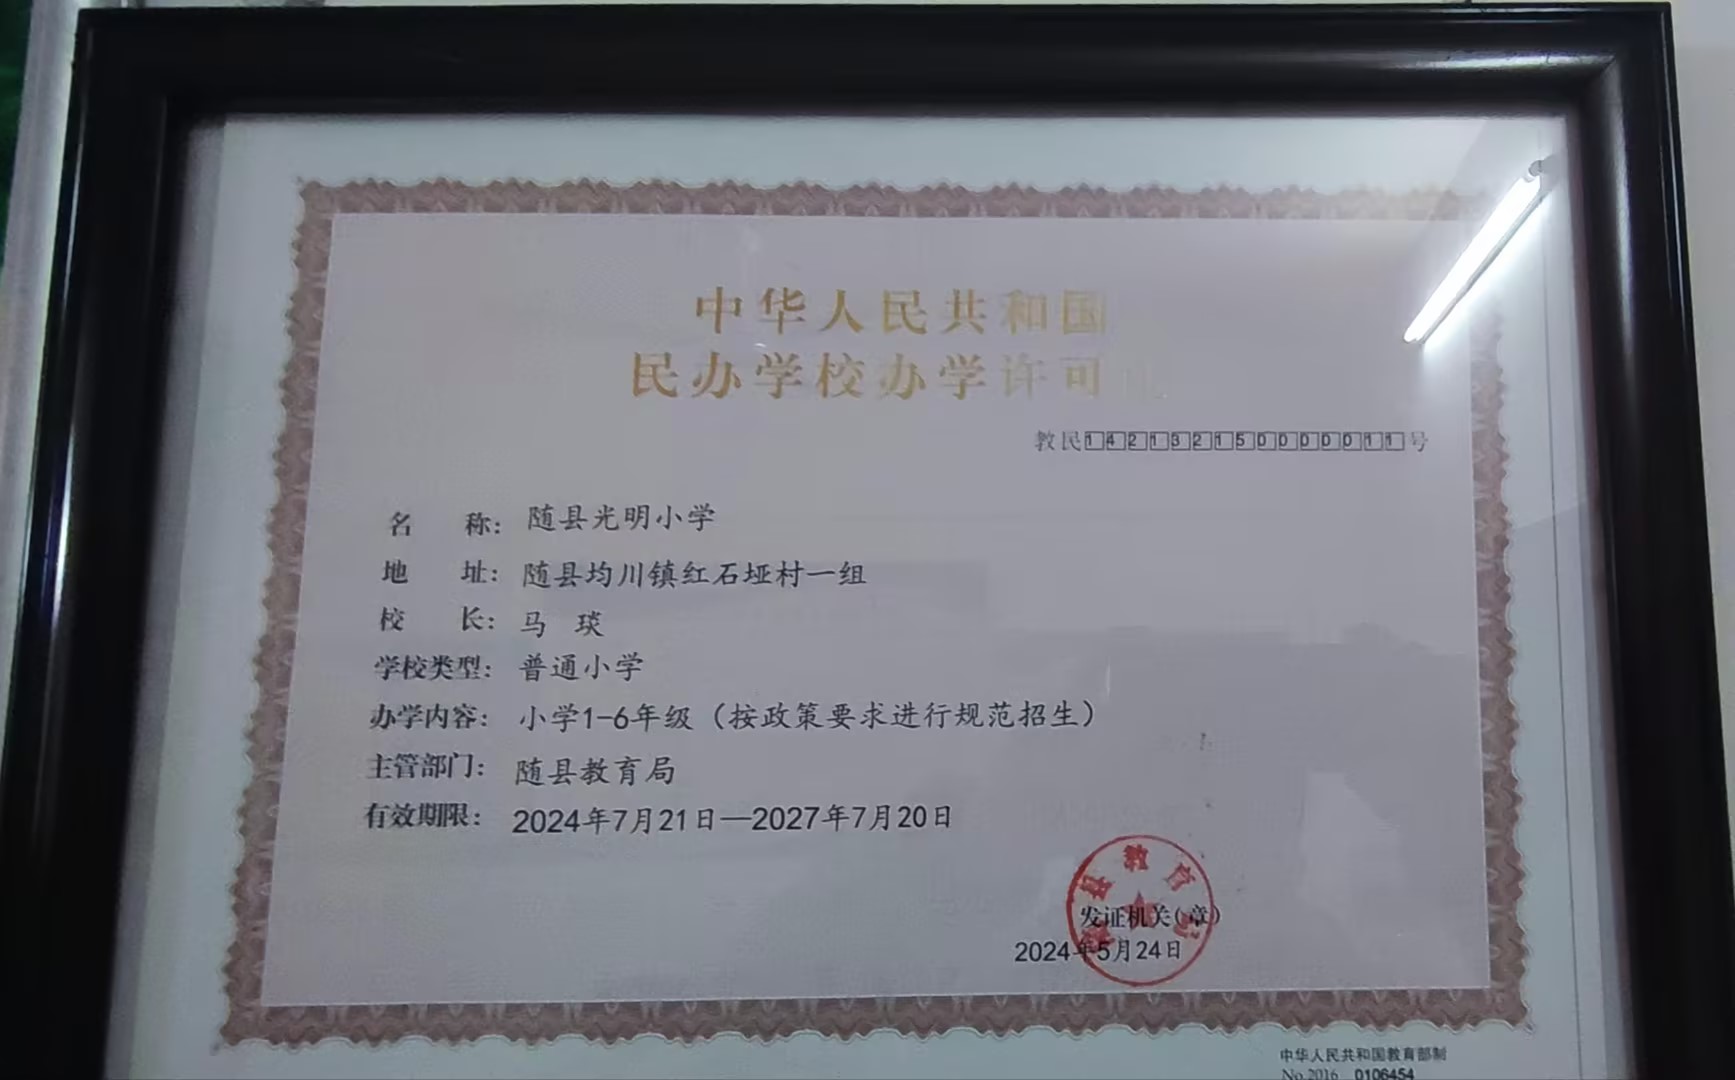 中华人民共和国
民办学校办学许可证
教民142132150000011号
名 称: 随县光明小学
地 址: 随县均川镇红石垭村一组
校 长: 马 琰
学校类型: 普通小学
办学内容: 小学1-6年级（按政策要求进行规范招生）
主管部门: 随县教育局
有效期限: 2024年7月21日—2027年7月20日
县教育局
发证机关(章)
2024年5月24日
中华人民共和国教育部制
No.2016 0106454